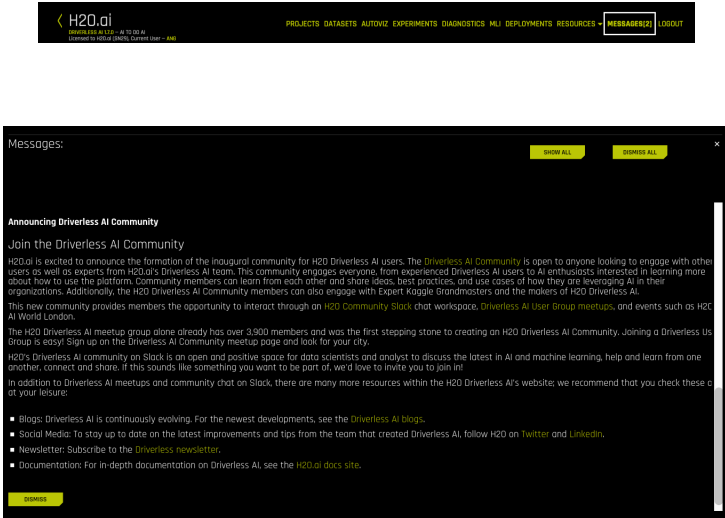 H2O.ai
DRIVERLESS AI 1.7.0 – AI TO DO AI
Licensed to H2O.ai (SN29), Current User – ANG
PROJECTS DATASETS AUTOVIZ EXPERIMENTS DIAGNOSTICS MLI DEPLOYMENTS RESOURCES MESSAGES[2] LOGOUT
Messages:
SHOW ALL
DISMISS ALL
×
Announcing Driverless AI Community
Join the Driverless AI Community
H2O.ai is excited to announce the formation of the inaugural community for H2O Driverless AI users. The Driverless AI Community is open to anyone looking to engage with other
users as well as experts from H2O.ai's Driverless AI team. This community engages everyone, from experienced Driverless AI users to AI enthusiasts interested in learning more
about how to use the platform. Community members can learn from each other and share ideas, best practices, and use cases of how they are leveraging AI in their
organizations. Additionally, the H2O Driverless AI Community members can also engage with Expert Kaggle Grandmasters and the makers of H2O Driverless AI.
This new community provides members the opportunity to interact through an H2O Community Slack chat workspace, Driverless AI User Group meetups, and events such as H2O
AI World London.
The H2O Driverless AI meetup group alone already has over 3,900 members and was the first stepping stone to creating an H2O Driverless AI Community. Joining a Driverless Us
Group is easy! Sign up on the Driverless AI Community meetup page and look for your city.
H2O's Driverless AI community on Slack is an open and positive space for data scientists and analyst to discuss the latest in AI and machine learning, help and learn from one
another, connect and share. If this sounds like something you want to be part of, we'd love to invite you to join in!
In addition to Driverless AI meetups and community chat on Slack, there are many more resources within the H2O Driverless AI's website; we recommend that you check these o
at your leisure:
Blogs: Driverless AI is continuously evolving. For the newest developments, see the Driverless AI blogs.
Social Media: To stay up to date on the latest improvements and tips from the team that created Driverless AI, follow H2O on Twitter and LinkedIn.
Newsletter: Subscribe to the Driverless newsletter.
Documentation: For in-depth documentation on Driverless AI, see the H2O.ai docs site.
DISMISS